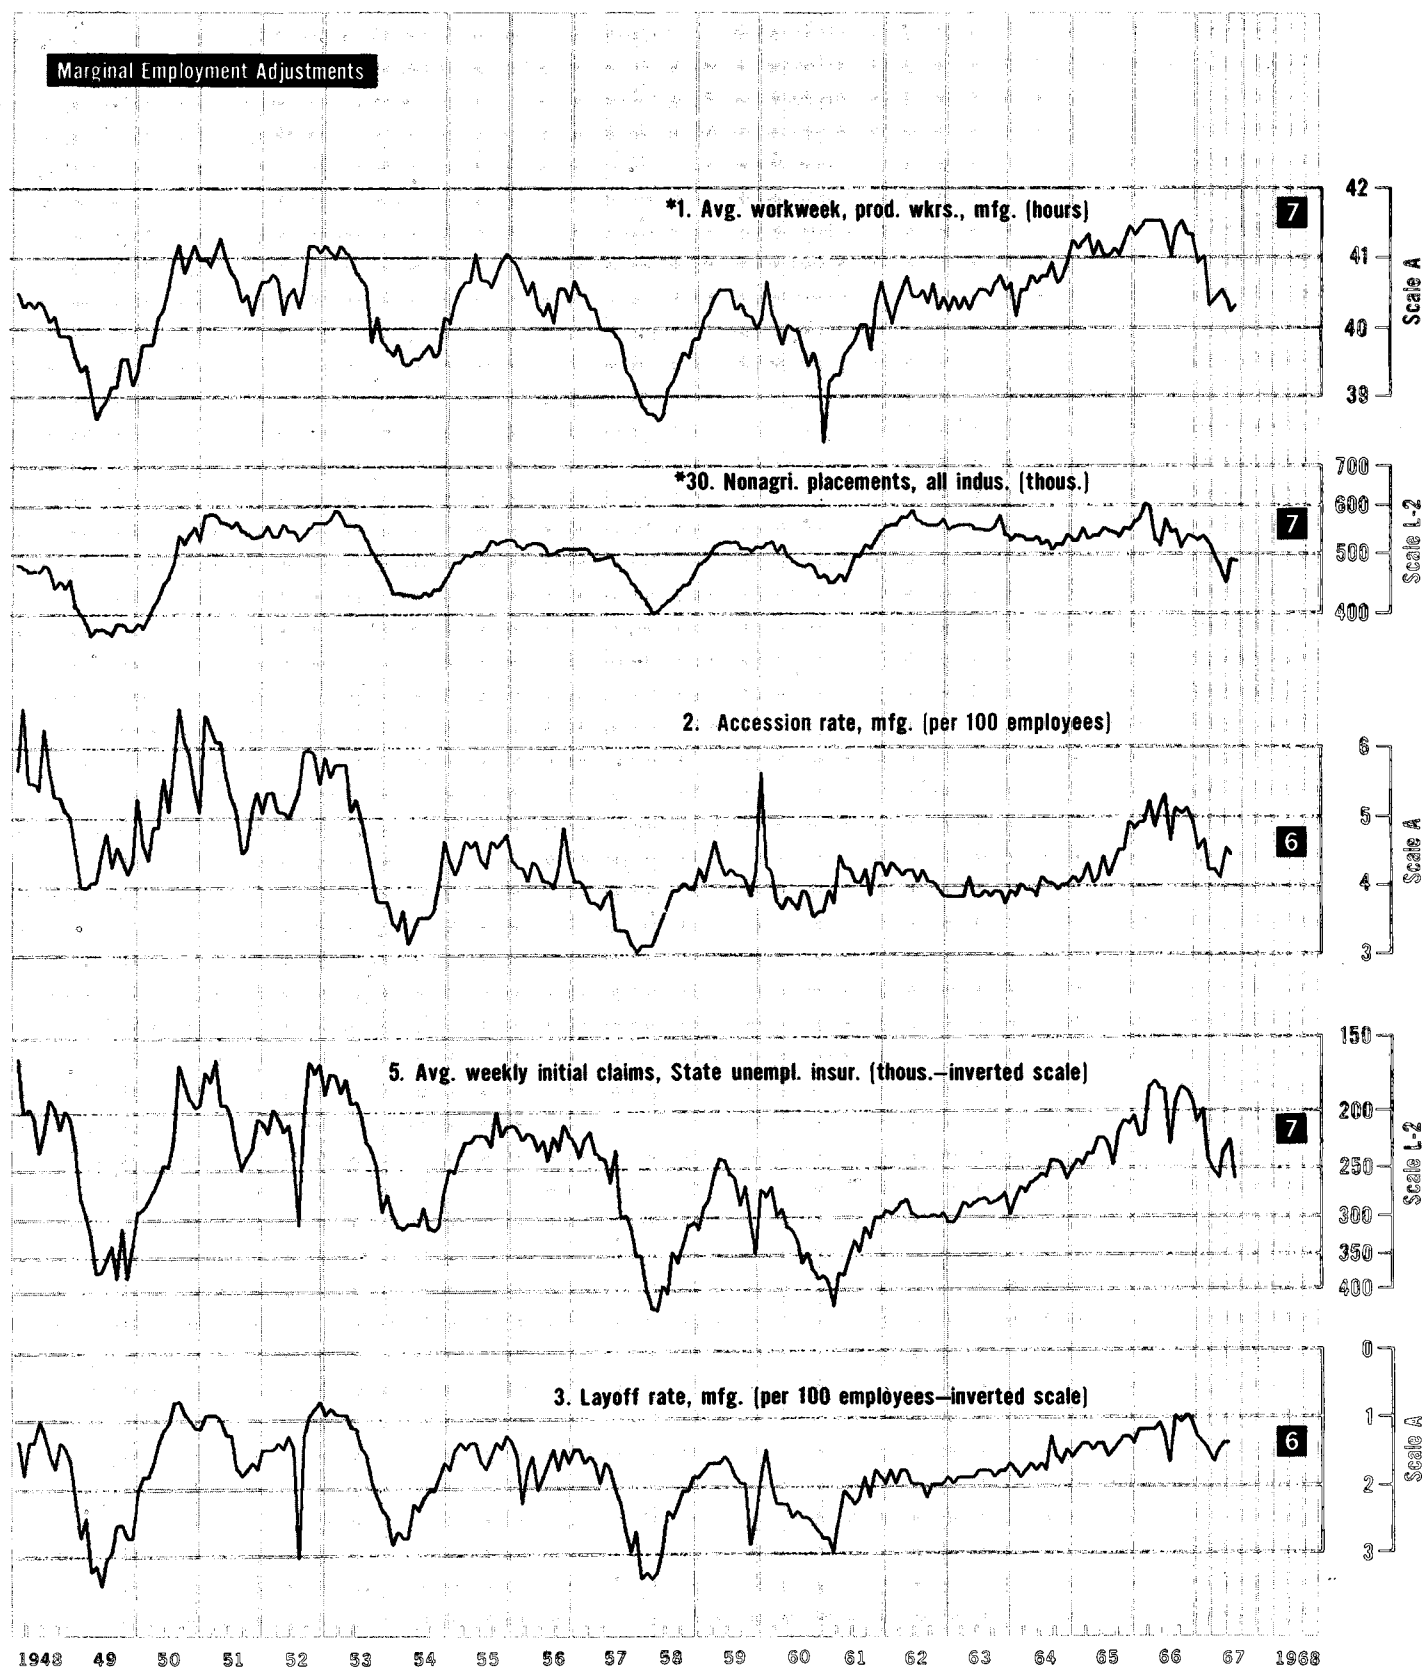 Marginal Employment Adjustments
*1. Avg. workweek, prod. wkrs., mfg. (hours)
7
42
41
40
39
Scale A
*30. Nonagri. placements, all indus. (thous.)
7
700
600
500
400
Scale L-2
2. Accession rate, mfg. (per 100 employees)
6
6
5
4
3
Scale A
5. Avg. weekly initial claims, State unempl. insur. (thous.—inverted scale)
7
150
200
250
300
350
400
Scale L-2
3. Layoff rate, mfg. (per 100 employees—inverted scale)
6
0
1
2
3
Scale A
1948 49 50 51 52 53 54 55 56 57 58 59 60 61 62 63 64 65 66 67 1968